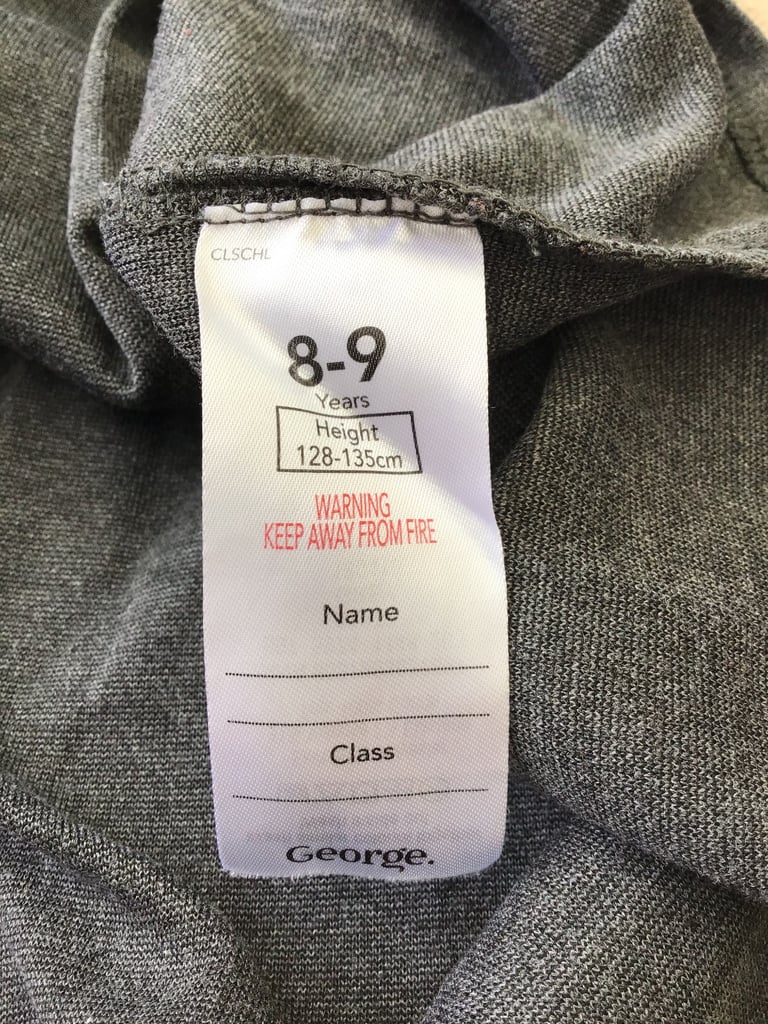 CLSCHL
8-9
Years
Height
128-135cm
WARNING
KEEP AWAY FROM FIRE
Name
Class
George.